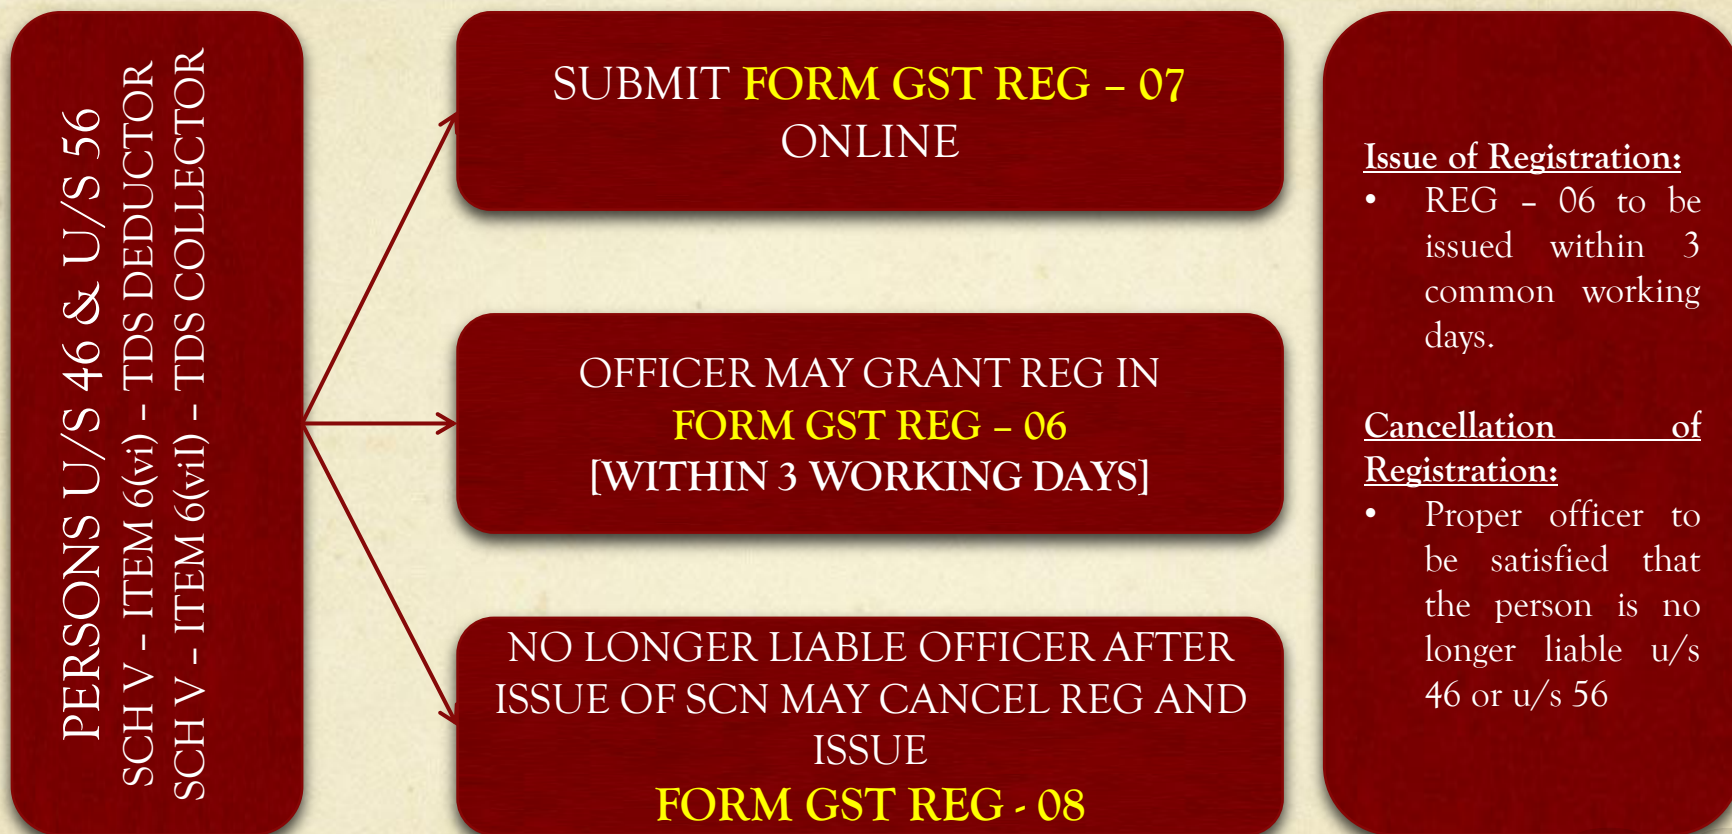 PERSONS U/S 46 & U/S 56
SCH V – ITEM 6(vi) – TDS DEDUCTOR
SCH V – ITEM 6(viI) – TDS COLLECTOR
SUBMIT FORM GST REG – 07
ONLINE
OFFICER MAY GRANT REG IN
FORM GST REG – 06
[WITHIN 3 WORKING DAYS]
NO LONGER LIABLE OFFICER AFTER
ISSUE OF SCN MAY CANCEL REG AND
ISSUE
FORM GST REG - 08
Issue of Registration:
• REG – 06 to be
issued within 3
common working
days.
Cancellation of
Registration:
• Proper officer to
be satisfied that
the person is no
longer liable u/s
46 or u/s 56